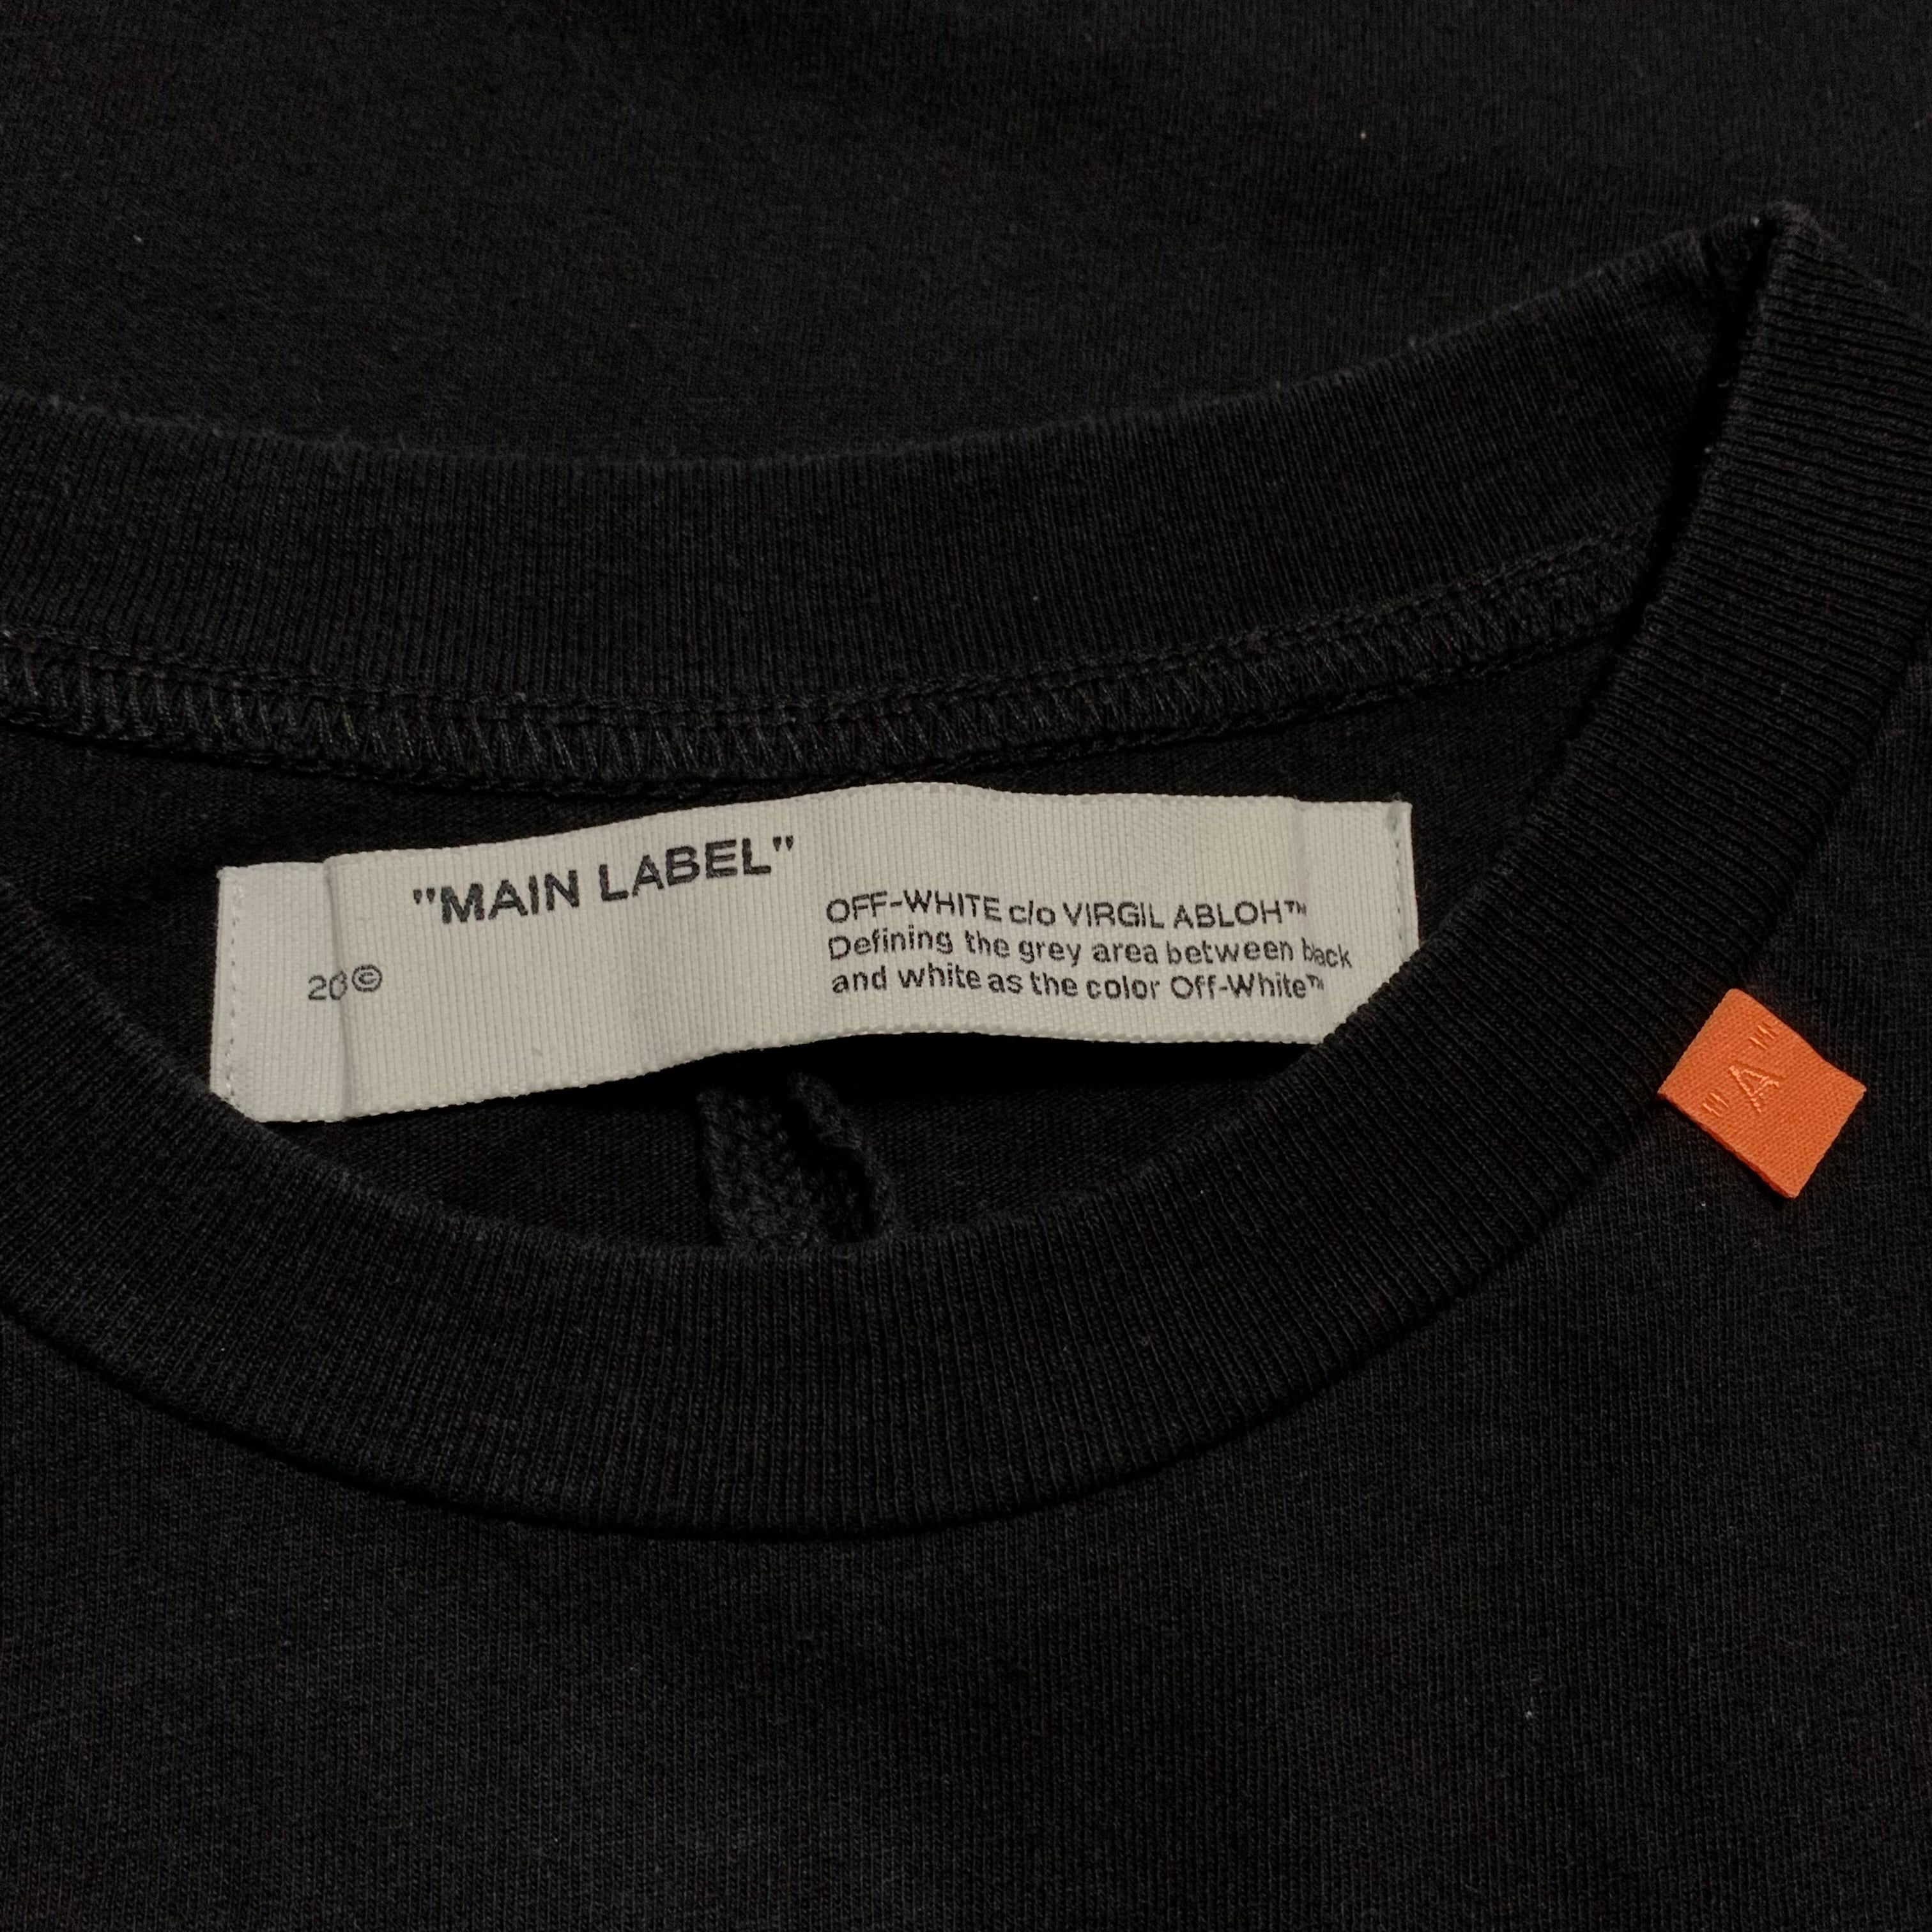 "MAIN LABEL"
OFF-WHITE c/o VIRGIL ABLOH™
Defining the grey area between black
and white as the color Off-White™
"A"